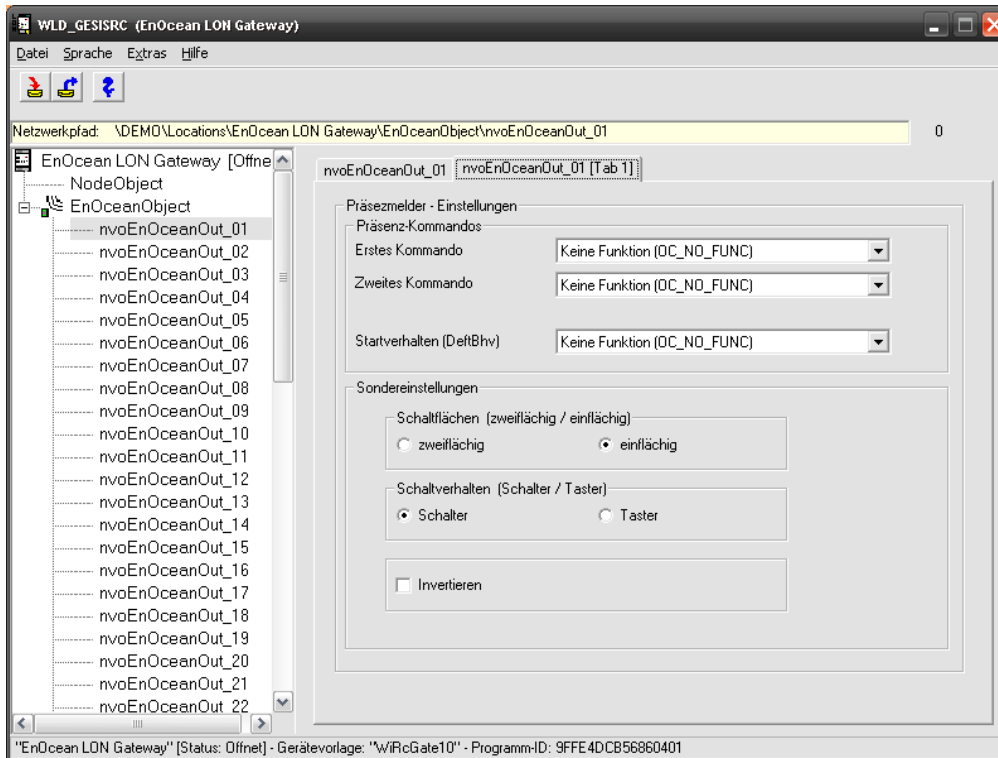 WLD_GESISRC (EnOcean LON Gateway)
Datei Sprache Extras Hilfe
Netzwerkpfad: \DEMO\Locations\EnOcean LON Gateway\EnOceanObject\nvoEnOceanOut_01 0
EnOcean LON Gateway [Offne
NodeObject
EnOceanObject
nvoEnOceanOut_01
nvoEnOceanOut_02
nvoEnOceanOut_03
nvoEnOceanOut_04
nvoEnOceanOut_05
nvoEnOceanOut_06
nvoEnOceanOut_07
nvoEnOceanOut_08
nvoEnOceanOut_09
nvoEnOceanOut_10
nvoEnOceanOut_11
nvoEnOceanOut_12
nvoEnOceanOut_13
nvoEnOceanOut_14
nvoEnOceanOut_15
nvoEnOceanOut_16
nvoEnOceanOut_17
nvoEnOceanOut_18
nvoEnOceanOut_19
nvoEnOceanOut_20
nvoEnOceanOut_21
nvoEnOceanOut_22
nvoEnOceanOut_01 nvoEnOceanOut_01 [Tab 1]
Präsezmelder - Einstellungen
Präsenz-Kommandos
Erstes Kommando Keine Funktion (OC_NO_FUNC)
Zweites Kommando Keine Funktion (OC_NO_FUNC)
Startverhalten (DeftBhv) Keine Funktion (OC_NO_FUNC)
Sondereinstellungen
Schaltflächen (zweiflächig / einflächig)
zweiflächig einflächig
Schaltverhalten (Schalter / Taster)
Schalter Taster
Invertieren
"EnOcean LON Gateway" [Status: Offnet] - Gerätevorlage: "WiRcGate10" - Programm-ID: 9FFE4DCB56860401